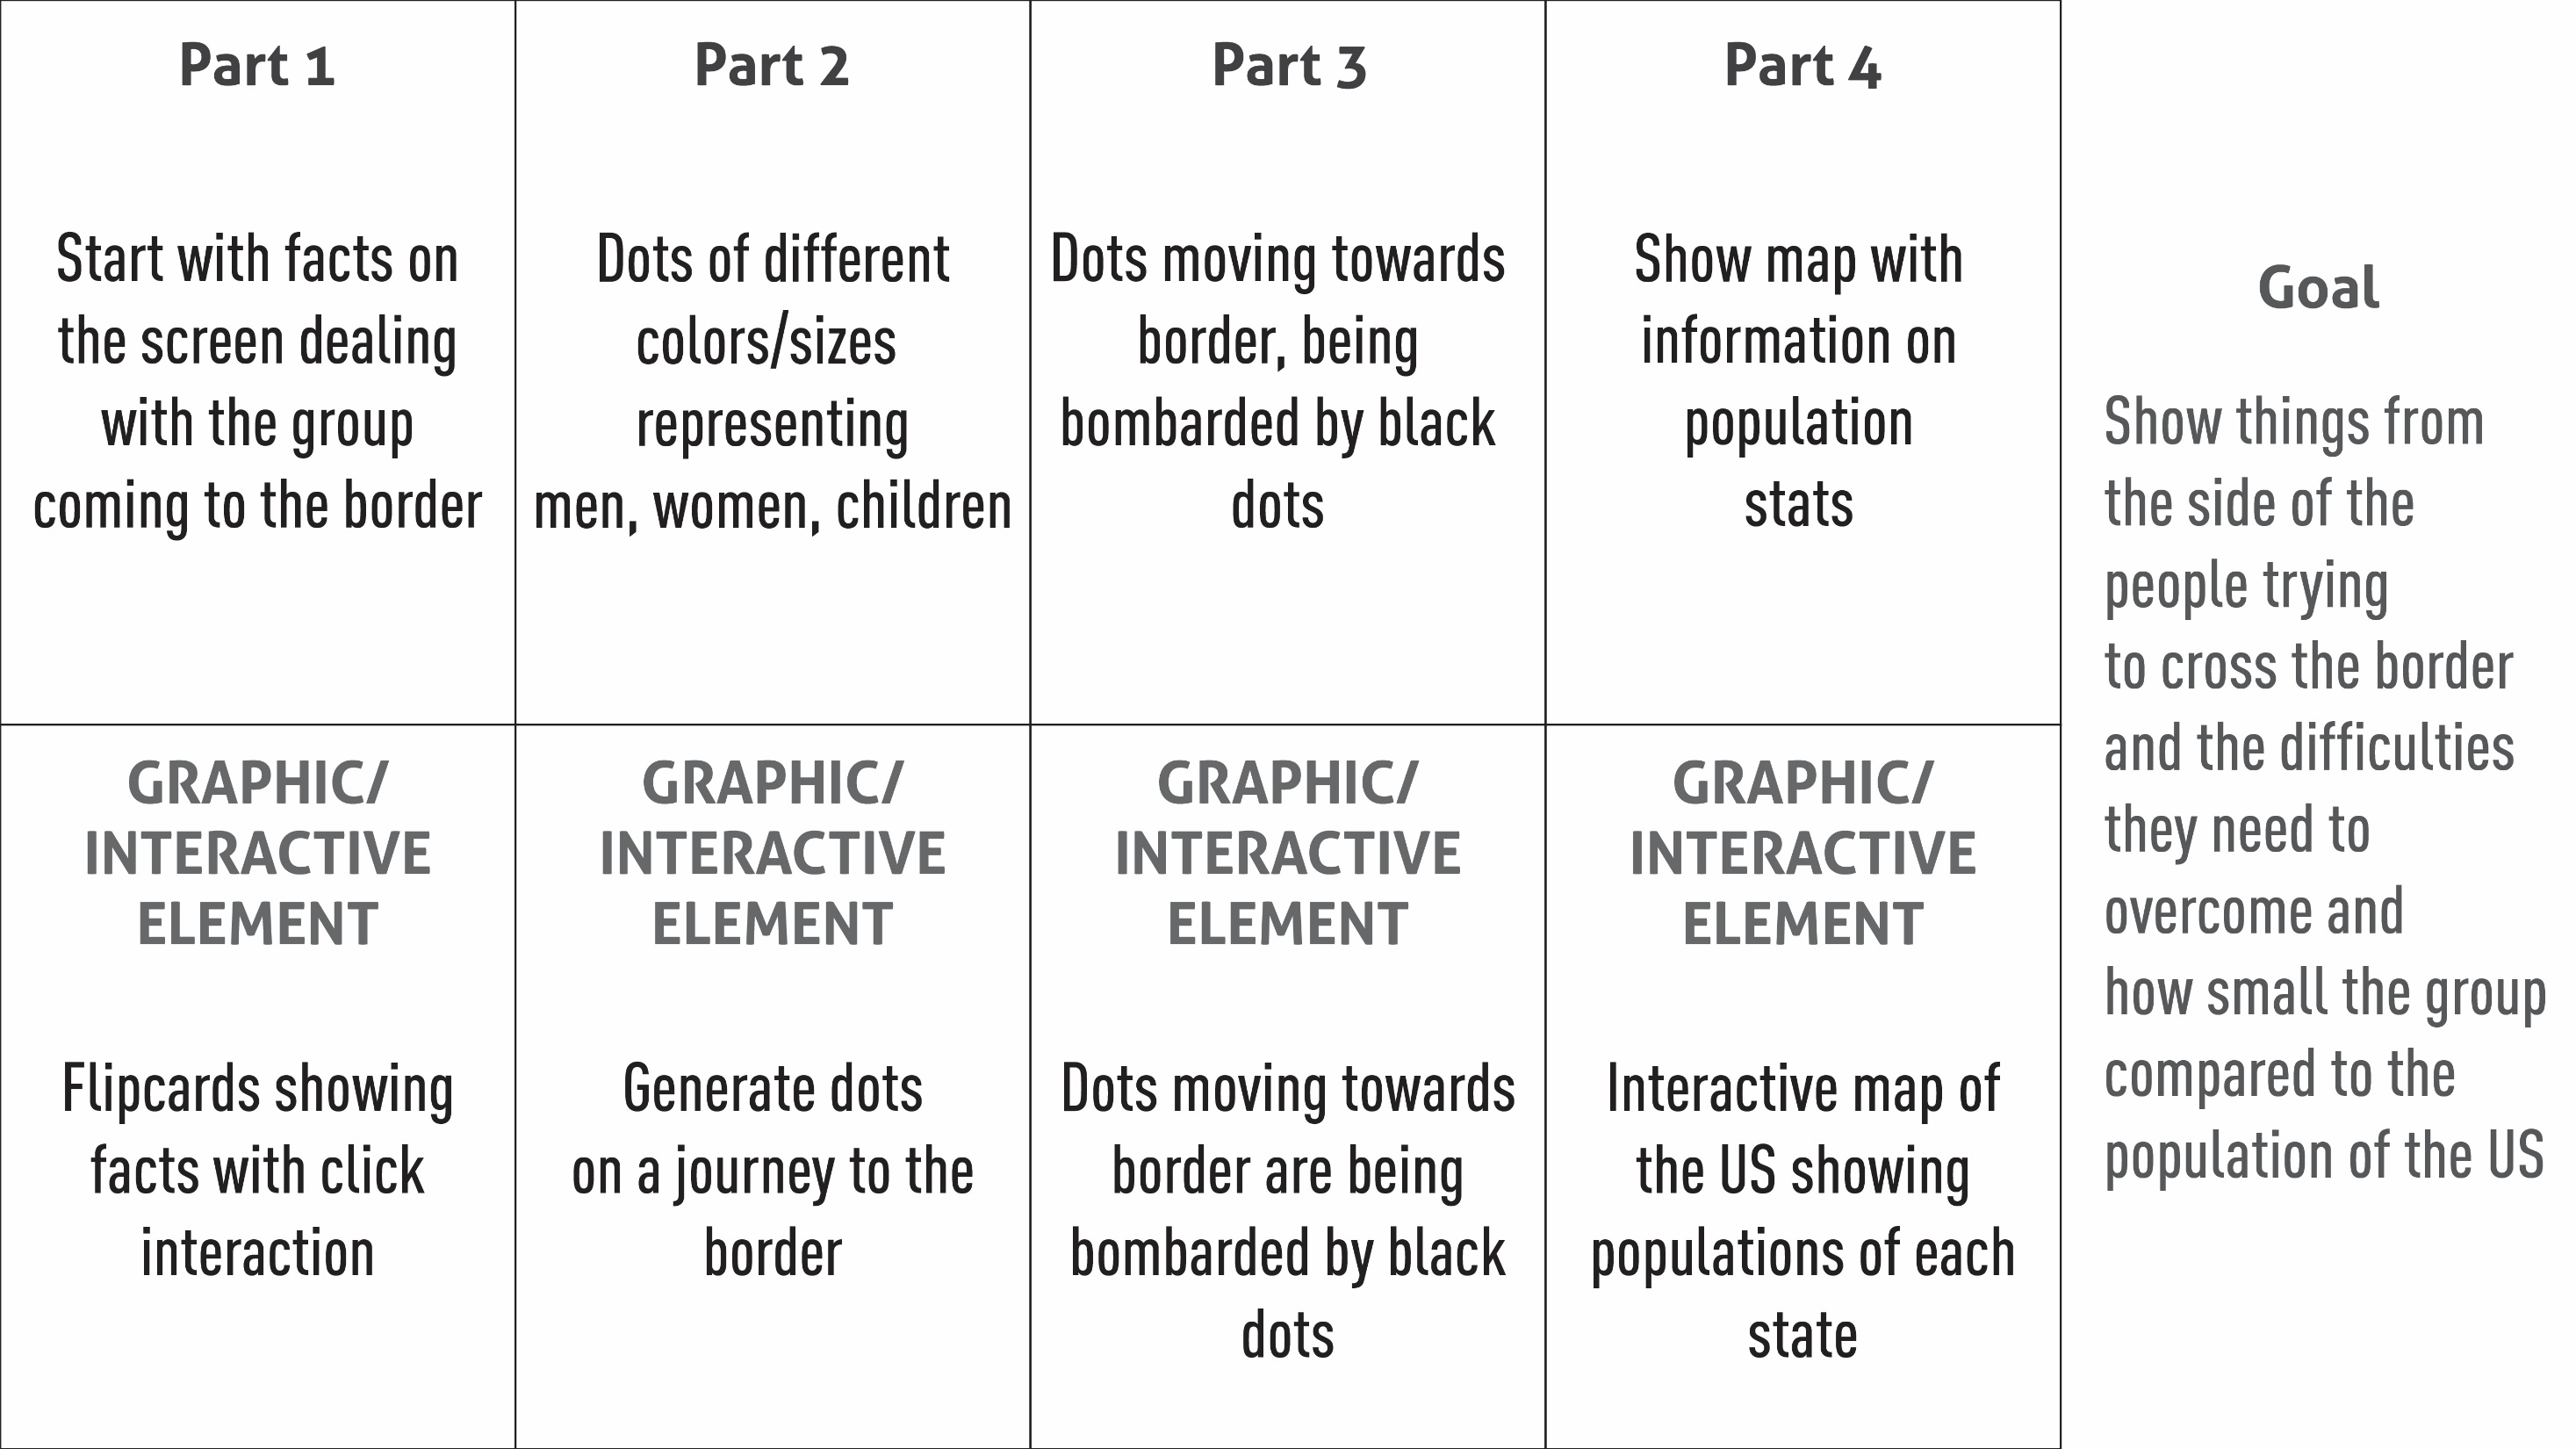 Part 1
Start with facts on
the screen dealing
with the group
coming to the border
Part 2
Dots of different
colors/sizes
representing
men, women, children
Part 3
Dots moving towards
border, being
bombarded by black
dots
Part 4
Show map with
information on
population
stats
GRAPHIC/
INTERACTIVE
ELEMENT
Flipcards showing
facts with click
interaction
GRAPHIC/
INTERACTIVE
ELEMENT
Generate dots
on a journey to the
border
GRAPHIC/
INTERACTIVE
ELEMENT
Dots moving towards
border are being
bombarded by black
dots
GRAPHIC/
INTERACTIVE
ELEMENT
Interactive map of
the US showing
populations of each
state
Goal
Show things from
the side of the
people trying
to cross the border
and the difficulties
they need to
overcome and
how small the group
compared to the
population of the US